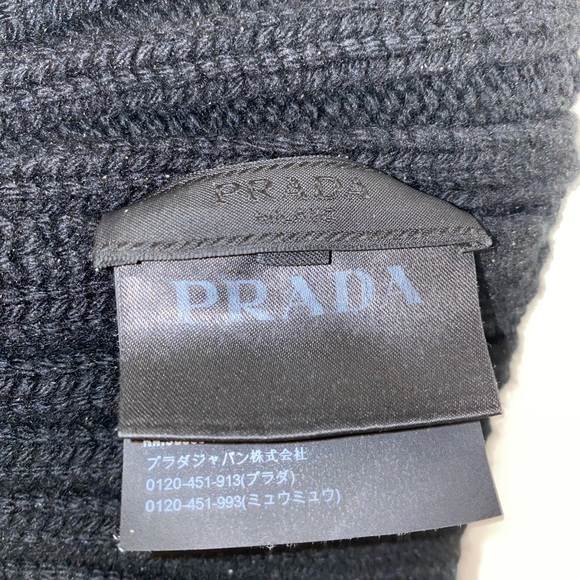 PRADA
MILANO
PRADA
プラダジャパン株式会社
0120-451-913(プラダ)
0120-451-993(ミュウミュウ)